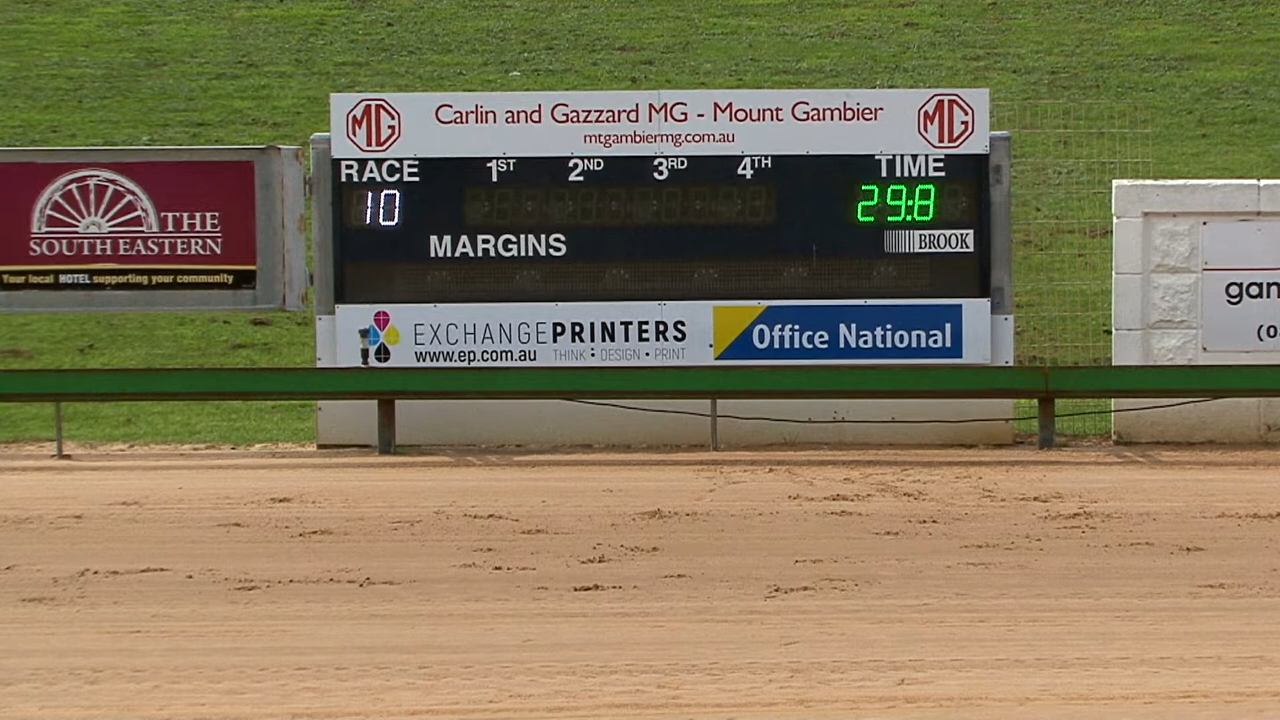 MG
Carlin and Gazzard MG - Mount Gambier
mtgambiermg.com.au
MG
RACE 1ST 2ND 3RD 4TH TIME
10 29:8
MARGINS
BROOK
THE
SOUTH EASTERN
Your local HOTEL supporting your community
EXCHANGEPRINTERS
www.ep.com.au THINK : DESIGN • PRINT
Office National
gam
(0